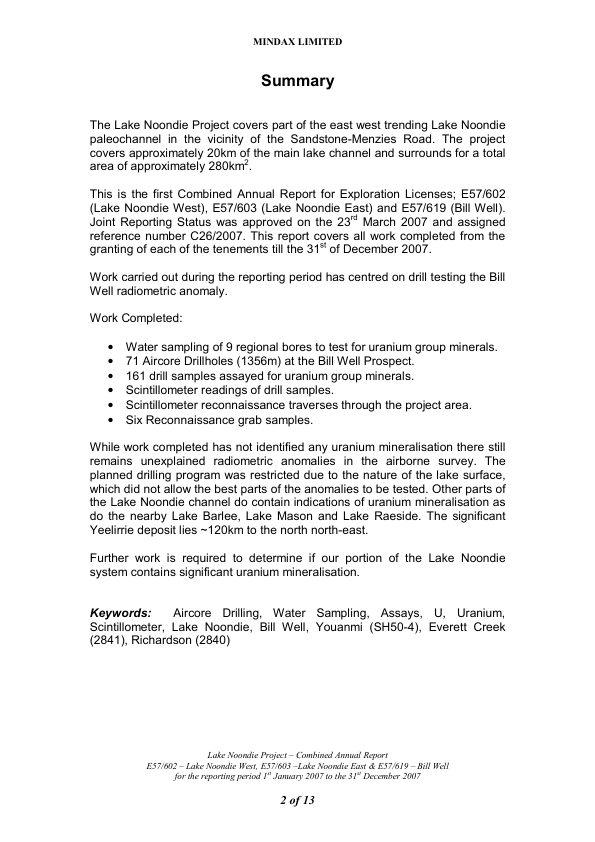 MINDAX LIMITED
Summary
The Lake Noondie Project covers part of the east west trending Lake Noondie
paleochannel in the vicinity of the Sandstone-Menzies Road. The project
covers approximately 20km of the main lake channel and surrounds for a total
area of approximately 280km².
This is the first Combined Annual Report for Exploration Licenses; E57/602
(Lake Noondie West), E57/603 (Lake Noondie East) and E57/619 (Bill Well).
Joint Reporting Status was approved on the 23rd March 2007 and assigned
reference number C26/2007. This report covers all work completed from the
granting of each of the tenements till the 31st of December 2007.
Work carried out during the reporting period has centred on drill testing the Bill
Well radiometric anomaly.
Work Completed:
• Water sampling of 9 regional bores to test for uranium group minerals.
• 71 Aircore Drillholes (1356m) at the Bill Well Prospect.
• 161 drill samples assayed for uranium group minerals.
• Scintillometer readings of drill samples.
• Scintillometer reconnaissance traverses through the project area.
• Six Reconnaissance grab samples.
While work completed has not identified any uranium mineralisation there still
remains unexplained radiometric anomalies in the airborne survey. The
planned drilling program was restricted due to the nature of the lake surface,
which did not allow the best parts of the anomalies to be tested. Other parts of
the Lake Noondie channel do contain indications of uranium mineralisation as
do the nearby Lake Barlee, Lake Mason and Lake Raeside. The significant
Yeelirrie deposit lies ~120km to the north north-east.
Further work is required to determine if our portion of the Lake Noondie
system contains significant uranium mineralisation.
Keywords: Aircore Drilling, Water Sampling, Assays, U, Uranium,
Scintillometer, Lake Noondie, Bill Well, Youanmi (SH50-4), Everett Creek
(2841), Richardson (2840)
Lake Noondie Project – Combined Annual Report
E57/602 – Lake Noondie West, E57/603 –Lake Noondie East & E57/619 – Bill Well
for the reporting period 1st January 2007 to the 31st December 2007
2 of 13